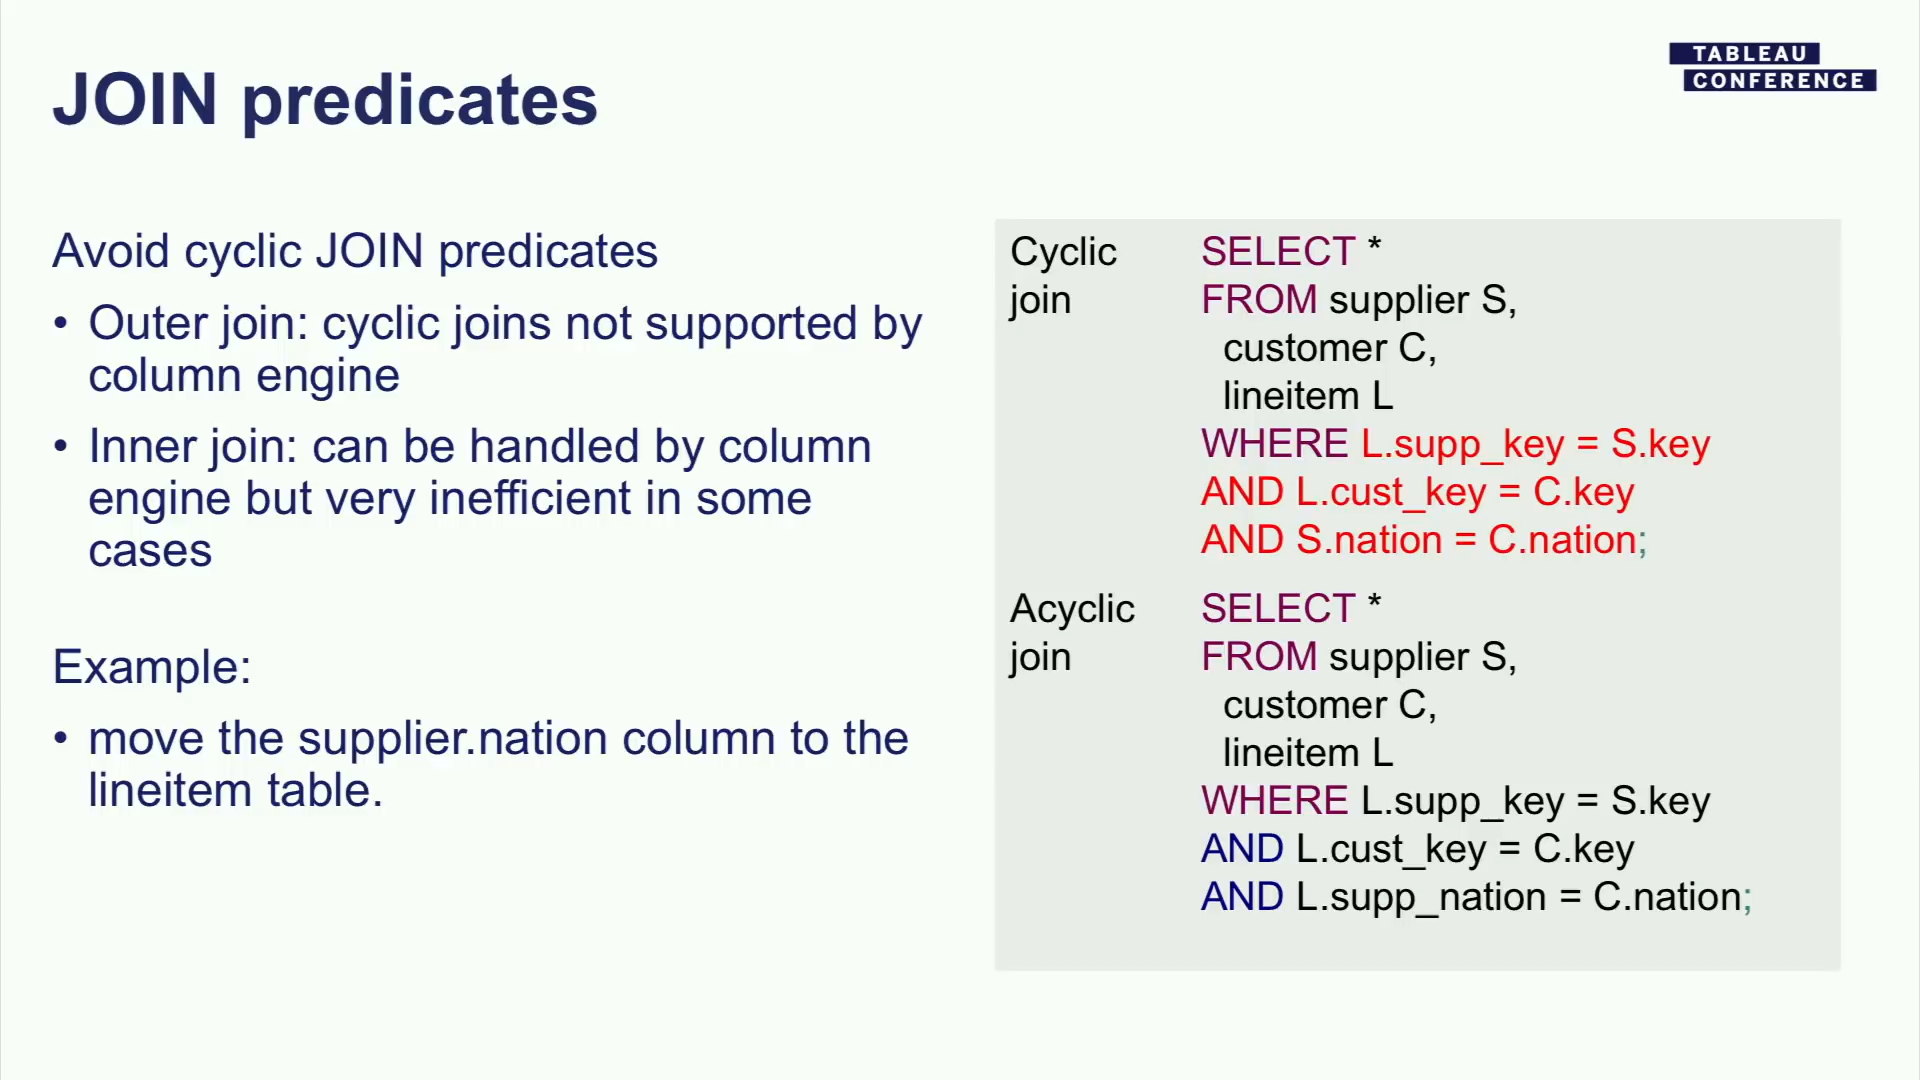 JOIN predicates
TABLEAU
CONFERENCE
Avoid cyclic JOIN predicates
• Outer join: cyclic joins not supported by
column engine
• Inner join: can be handled by column
engine but very inefficient in some
cases
Example:
• move the supplier.nation column to the
lineitem table.
Cyclic
join
SELECT *
FROM supplier S,
customer C,
lineitem L
WHERE L.supp_key = S.key
AND L.cust_key = C.key
AND S.nation = C.nation;
Acyclic
join
SELECT *
FROM supplier S,
customer C,
lineitem L
WHERE L.supp_key = S.key
AND L.cust_key = C.key
AND L.supp_nation = C.nation;